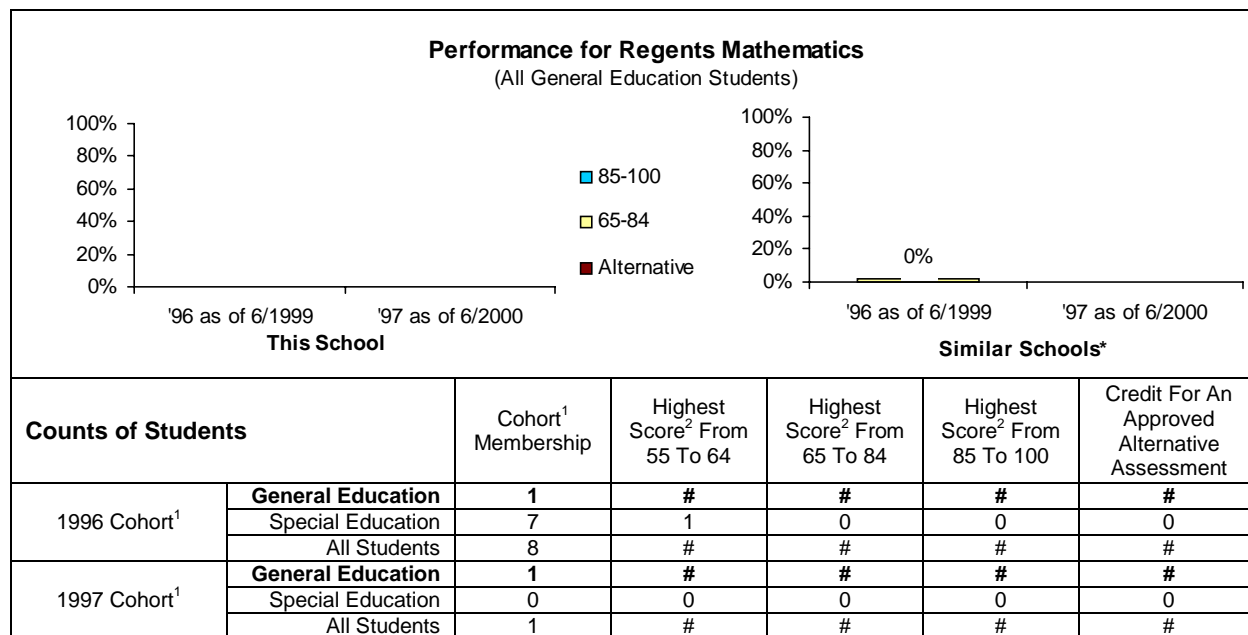 Performance for Regents Mathematics
(All General Education Students)
100%
80%
60%
40%
20%
0%
'96 as of 6/1999 '97 as of 6/2000
This School
85-100
65-84
Alternative
100%
80%
60%
40%
20%
0%
0%
'96 as of 6/1999 '97 as of 6/2000
Similar Schools*
Counts of Students
Cohort1
Membership
Highest
Score2 From
55 To 64
Highest
Score2 From
65 To 84
Highest
Score2 From
85 To 100
Credit For An
Approved
Alternative
Assessment
1996 Cohort1
General Education 1 # # # #
Special Education 7 1 0 0 0
All Students 8 # # # #
1997 Cohort1
General Education 1 # # # #
Special Education 0 0 0 0 0
All Students 1 # # # #